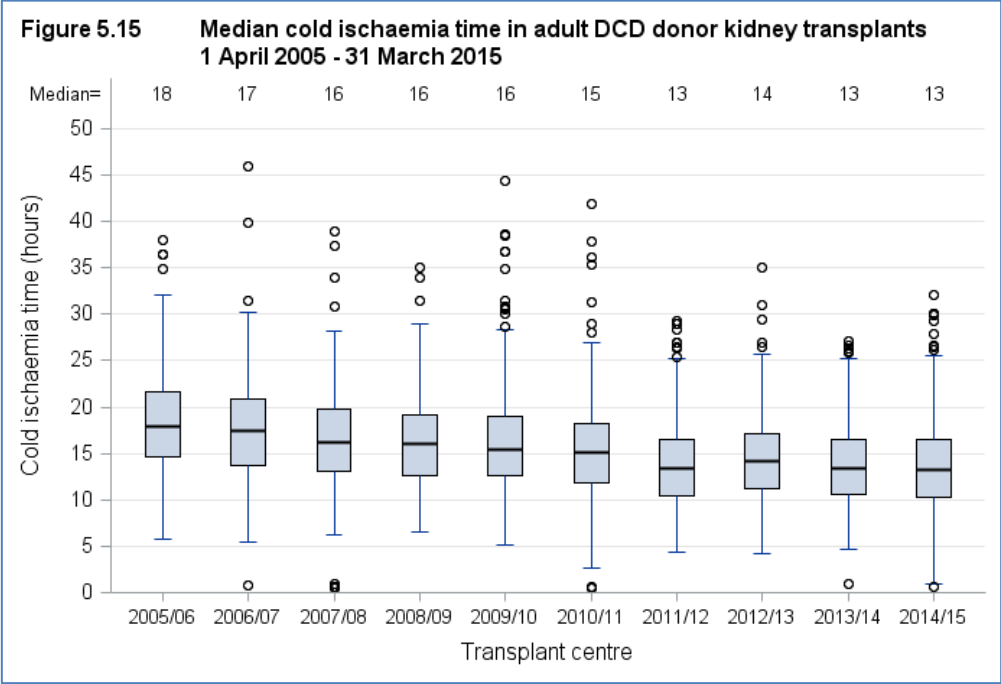 Figure 5.15 Median cold ischaemia time in adult DCD donor kidney transplants
1 April 2005 - 31 March 2015
Median= 18 17 16 16 16 15 13 14 13 13
50
45
40
35
30
25
20
15
10
5
0
Cold ischaemia time (hours)
2005/06 2006/07 2007/08 2008/09 2009/10 2010/11 2011/12 2012/13 2013/14 2014/15
Transplant centre